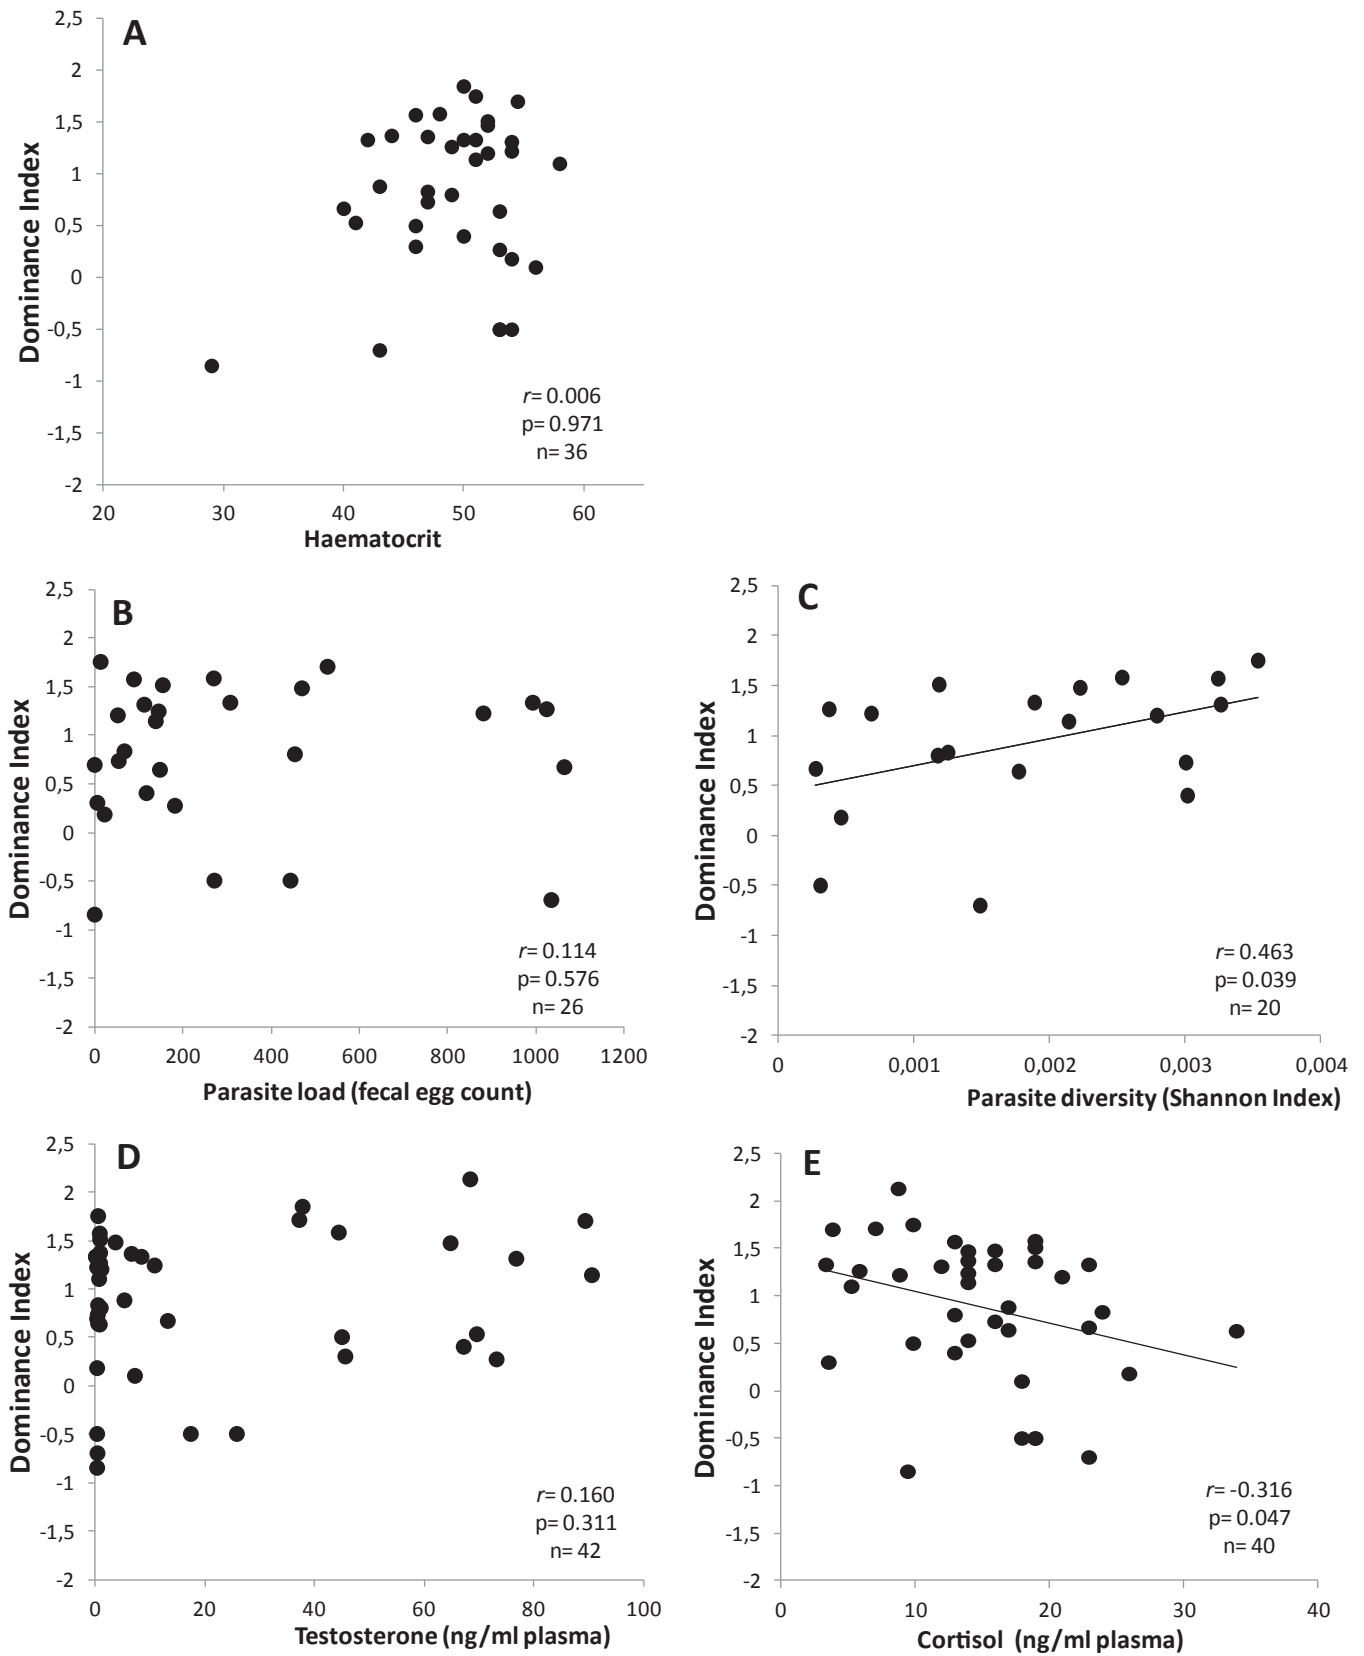 A
2,5
2
1,5
1
0,5
0
-0,5
-1
-1,5
-2
Dominance Index
r= 0.006
p= 0.971
n= 36
20 30 40 50 60
Haematocrit
B
2,5
2
1,5
1
0,5
0
-0,5
-1
-1,5
-2
Dominance Index
r= 0.114
p= 0.576
n= 26
0 200 400 600 800 1000 1200
Parasite load (fecal egg count)
C
2,5
2
1,5
1
0,5
0
-0,5
-1
-1,5
-2
Dominance Index
r= 0.463
p= 0.039
n= 20
0 0,001 0,002 0,003 0,004
Parasite diversity (Shannon Index)
D
2,5
2
1,5
1
0,5
0
-0,5
-1
-1,5
-2
Dominance Index
r= 0.160
p= 0.311
n= 42
0 20 40 60 80 100
Testosterone (ng/ml plasma)
E
2,5
2
1,5
1
0,5
0
-0,5
-1
-1,5
-2
Dominance Index
r= -0.316
p= 0.047
n= 40
0 10 20 30 40
Cortisol (ng/ml plasma)